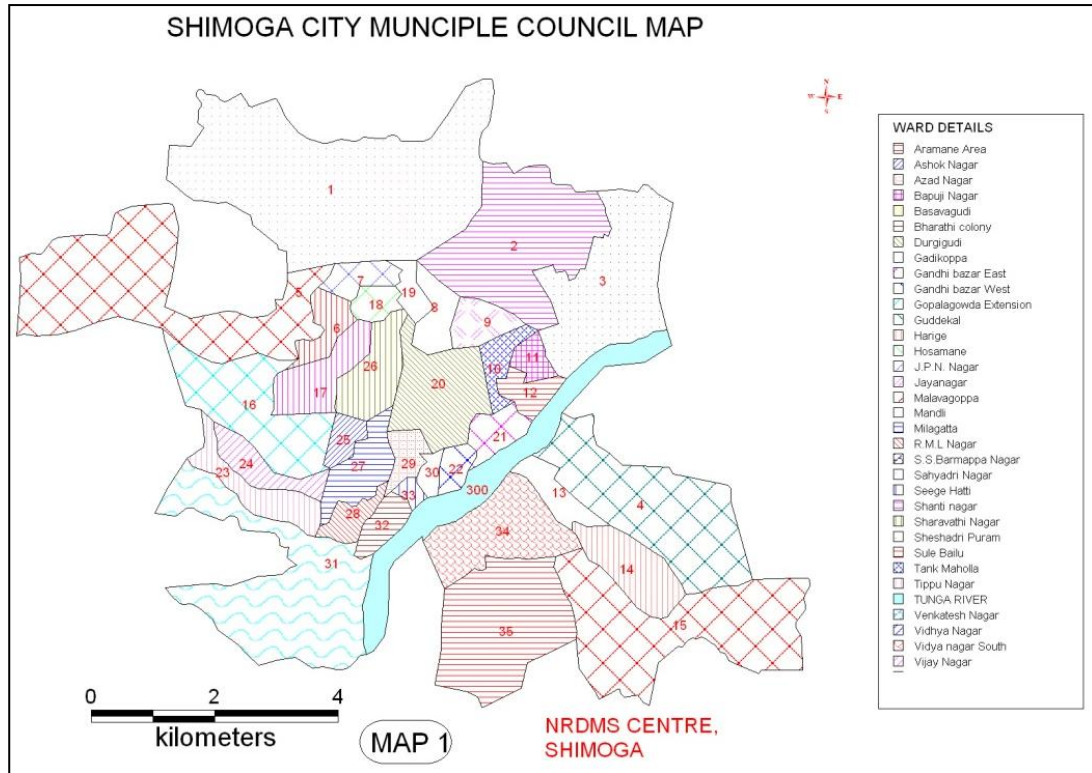 SHIMOGA CITY MUNCIPLE COUNCIL MAP
N
W E
S
1
2
3
5
7
19
18
8
6
9
11
26
10
20
17
12
16
21
25
29
24
27
30
22
23
33
300
13
4
28
32
34
31
14
15
35
WARD DETAILS
Aramane Area
Ashok Nagar
Azad Nagar
Bapuji Nagar
Basavagudi
Bharathi colony
Durgigudi
Gadikoppa
Gandhi bazar East
Gandhi bazar West
Gopalagowda Extension
Guddekal
Harige
Hosamane
J.P.N. Nagar
Jayanagar
Malavagoppa
Mandli
Milagatta
R.M.L Nagar
S.S.Barmappa Nagar
Sahyadri Nagar
Seege Hatti
Shanti nagar
Sharavathi Nagar
Sheshadri Puram
Sule Bailu
Tank Maholla
Tippu Nagar
TUNGA RIVER
Venkatesh Nagar
Vidhya Nagar
Vidya nagar South
Vijay Nagar
0 2 4
kilometers
MAP 1
NRDMS CENTRE,
SHIMOGA